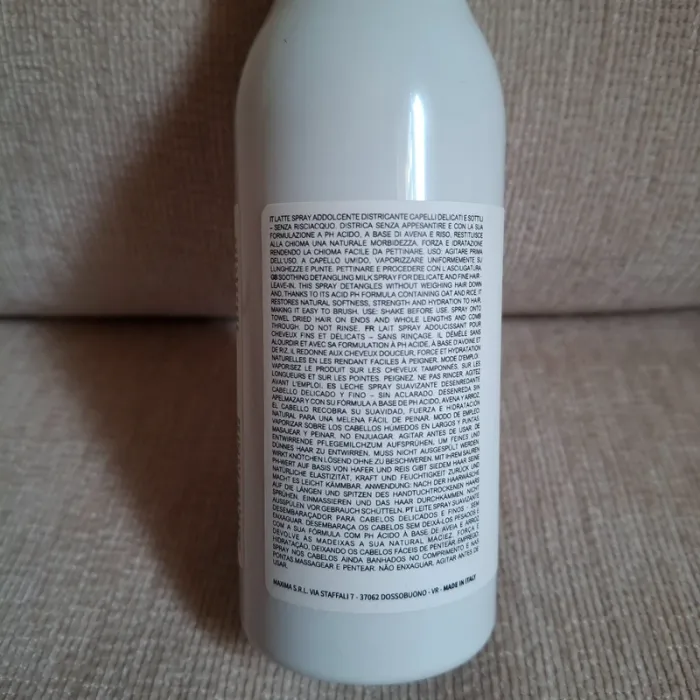 IT LATTE SPRAY ADDOLCENTE DISTRICANTE CAPELLI DELICATI E SOTTILI
– SENZA RISCIACQUO. DISTRICA SENZA APPESANTIRE E CON LA SUA
FORMULAZIONE A PH ACIDO, A BASE DI AVENA E RISO, RESTITUISCE
ALLA CHIOMA UNA NATURALE MORBIDEZZA, FORZA E IDRATAZIONE
RENDENDO LA CHIOMA FACILE DA PETTINARE. USO: AGITARE PRIMA
DELL'USO. A CAPELLO UMIDO, VAPORIZZARE UNIFORMEMENTE SU
LUNGHEZZE E PUNTE. PETTINARE E PROCEDERE CON L'ASCIUGATURA.
GB SOOTHING DETANGLING MILK SPRAY FOR DELICATE AND FINE HAIR-
LEAVE-IN. THIS SPRAY DETANGLES WITHOUT WEIGHING HAIR DOWN
AND, THANKS TO ITS ACID PH FORMULA CONTAINING OAT AND RICE, IT
RESTORES NATURAL SOFTNESS, STRENGTH AND HYDRATION TO HAIR,
MAKING IT EASY TO BRUSH. USE: SHAKE BEFORE USE. SPRAY ONTO
TOWEL DRIED HAIR ON ENDS AND WHOLE LENGTHS AND COMB
THROUGH. DO NOT RINSE. FR LAIT SPRAY ADOUCISSANT POUR
CHEVEUX FINS ET DELICATS – SANS RINÇAGE. IL DÉMÊLE SANS
ALOURDIR ET AVEC SA FORMULATION À PH ACIDE, À BASE D'AVOINE ET
DE RIZ, IL REDONNE AUX CHEVEUX DOUCEUR, FORCE ET HYDRATATION
NATURELLES EN LES RENDANT FACILES À PEIGNER. MODE D'EMPLOI:
VAPORISEZ LE PRODUIT SUR LES CHEVEUX TAMPONNÉS, SUR LES
LONGUEURS ET SUR LES POINTES. PEIGNEZ. NE PAS RINCER. AGITEZ
AVANT L'EMPLOI. ES LECHE SPRAY SUAVIZANTE DESENREDANTE
CABELLO DELICADO Y FINO – SIN ACLARADO. DESENREDA SIN
APELMAZAR Y CON SU FÓRMULA A BASE DE PH ÁCIDO, AVENA Y ARROZ,
EL CABELLO RECOBRA SU SUAVIDAD, FUERZA E HIDRATACIÓN
NATURAL PARA UNA MELENA FÁCIL DE PEINAR. MODO DE EMPLEO:
VAPORIZAR SOBRE LOS CABELLOS HÚMEDOS EN LARGOS Y PUNTAS,
MASAJEAR Y PEINAR. NO ENJUAGAR. AGITAR ANTES DE USAR. DE
ENTWIRRENDE PFLEGEMILCHZUM AUFSPRÜHEN, UM FEINES UND
DÜNNES HAAR ZU ENTWIRREN, MUSS NICHT AUSGESPÜLT WERDEN.
WIRKT KNÖTCHEN LÖSEND OHNE ZU BESCHWEREN. MIT IHREM SAUREN
PH-WERT AUF BASIS VON HAFER UND REIS GIBT SIEDEM HAAR SEINE
NATÜRLICHE ELASTIZITÄT, KRAFT UND FEUCHTIGKEIT ZURÜCK UND
MACHT ES LEICHT KÄMMBAR. ANWENDUNG: NACH DER HAARWÄSCHE
AUF DIE LÄNGEN UND SPITZEN DES HANDTUCHTROCKENEN HAARS
SPRÜHEN, EINMASSIEREN UND DAS HAAR DURCHKÄMMEN. NICHT
AUSSPÜLEN. VOR GEBRAUCH SCHÜTTELN. PT LEITE SPRAY SUAVIZANTE
DESEMBARAÇADOR PARA CABELOS DELICADOS E FINOS - SEM
ENXAGUAR. DESEMBARAÇA OS CABELOS SEM DEIXÁ-LOS PESADOS E
COM A SUA FÓRMULA COM PH ÁCIDO À BASE DE AVEIA E ARROZ
DEVOLVE ÀS MADEIXAS A SUA NATURAL MACIEZ, FORÇA E
HIDRATAÇÃO, DEIXANDO OS CABELOS FÁCEIS DE PENTEAR. EMPREGO:
SPRAY NOS CABELOS AINDA BANHADOS NO COMPRIMENTO E NAS
PONTAS.MASSAGEAR E PENTEAR. NÃO ENXAGUAR. AGITAR ANTES DE
USAR.
MAXIMA S.R.L. VIA STAFFALI 7 - 37062 DOSSOBUONO - VR - MADE IN ITALY